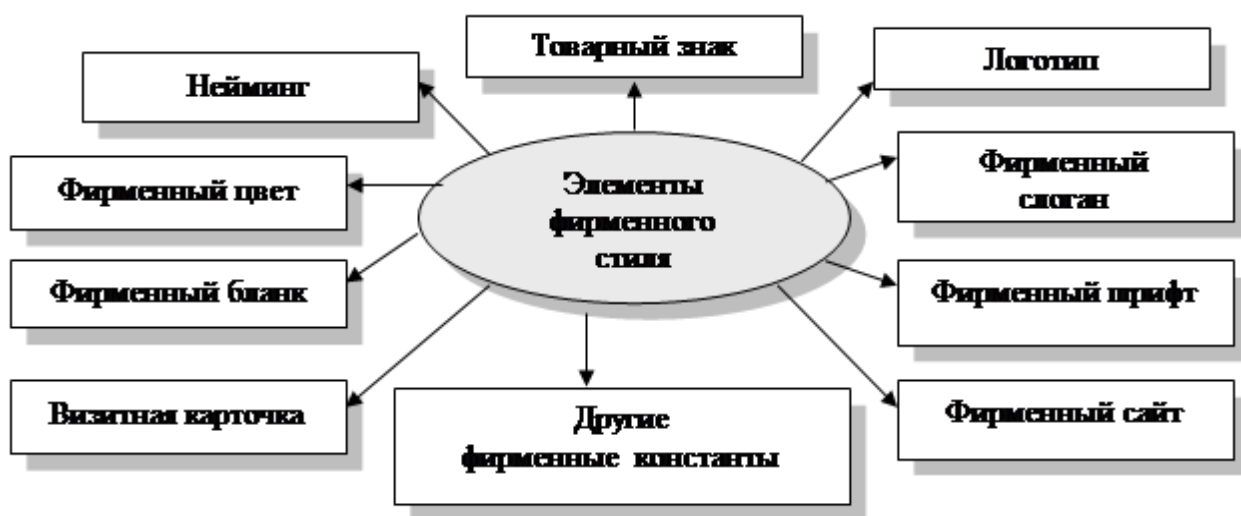 Товарный знак
Логотип
Нейминг
Фирменный
слоган
Фирменный цвет
Элементы
фирменного
стиля
Фирменный бланк
Фирменный шрифт
Визитная карточка
Другие
фирменные константы
Фирменный сайт